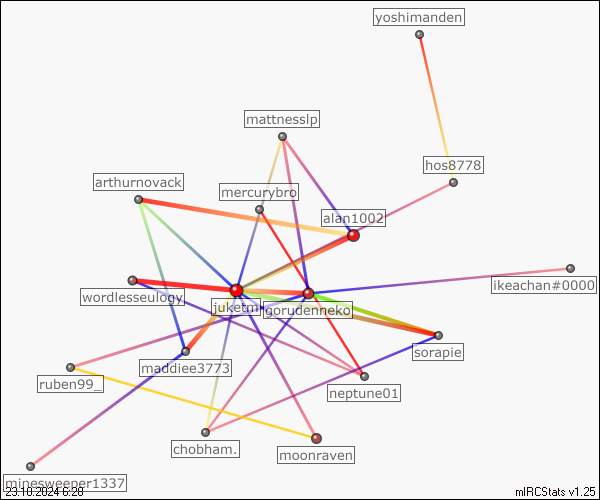 yoshimanden
mattnesslp
hos8778
arthurnovack
mercurybro
alan1002
ikeachan#0000
wordlesseulogy
juketm
gorudenneko
sorapie
maddiee3773
ruben99_
neptune01
chobham.
moonraven
minesweeper1337
23.10.2024 6:28
mIRCStats v1.25